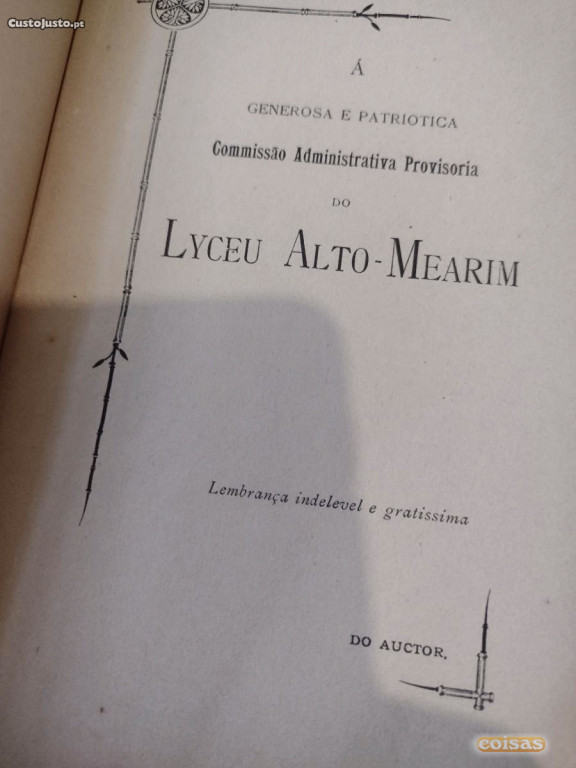 CustoJusto.pt
Á
GENEROSA E PATRIOTICA
Commissão Administrativa Provisoria
DO
LYCEU ALTO-MEARIM
Lembrança indelevel e gratissima
DO AUCTOR.
coisas